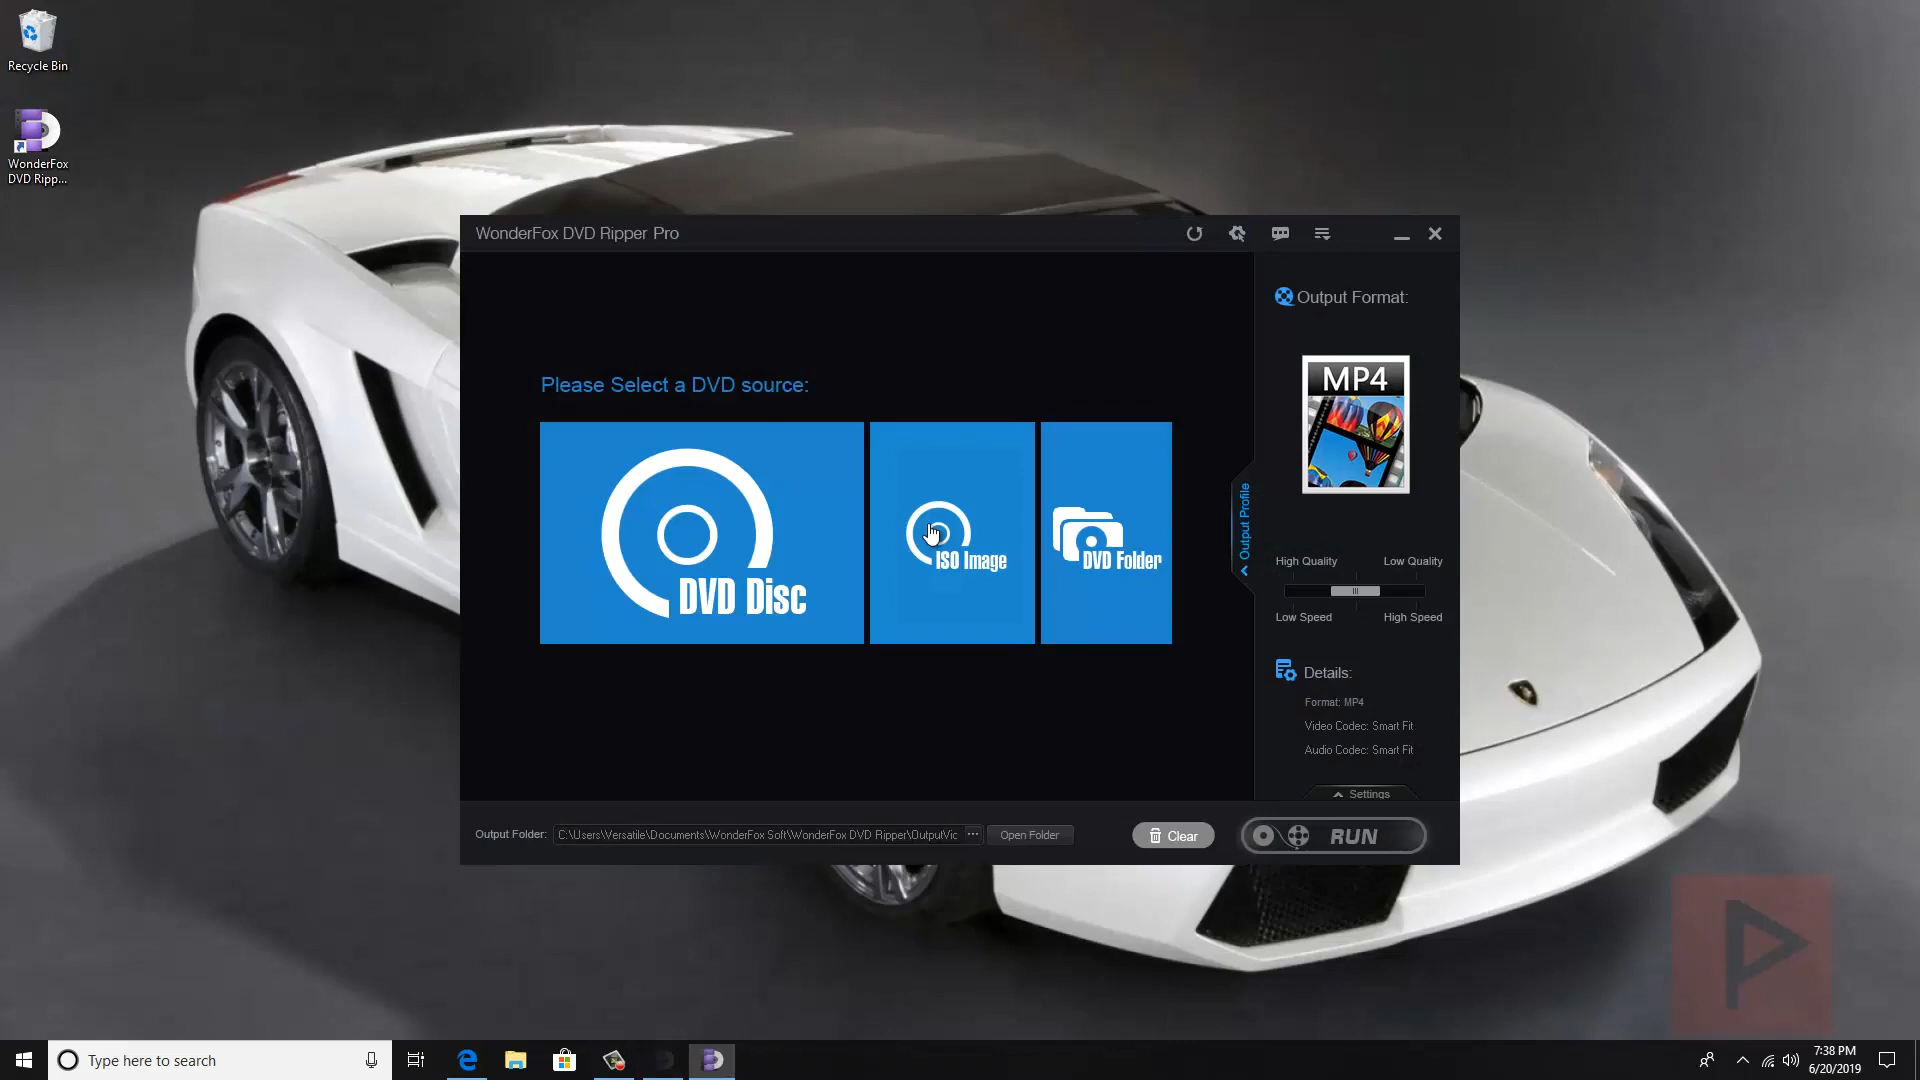 Recycle Bin
WonderFox
DVD Ripp...
WonderFox DVD Ripper Pro
Output Format:
MP4
Please Select a DVD source:
DVD Disc
ISO Image
DVD Folder
Output Profile
High Quality
Low Quality
Low Speed
High Speed
Details:
Format: MP4
Video Codec: Smart Fit
Audio Codec: Smart Fit
Settings
Output Folder:
C:\Users\Versatile\Documents\WonderFox Soft\WonderFox DVD Ripper\OutputVic
...
Open Folder
Clear
RUN
P
Type here to search
7:38 PM
6/20/2019